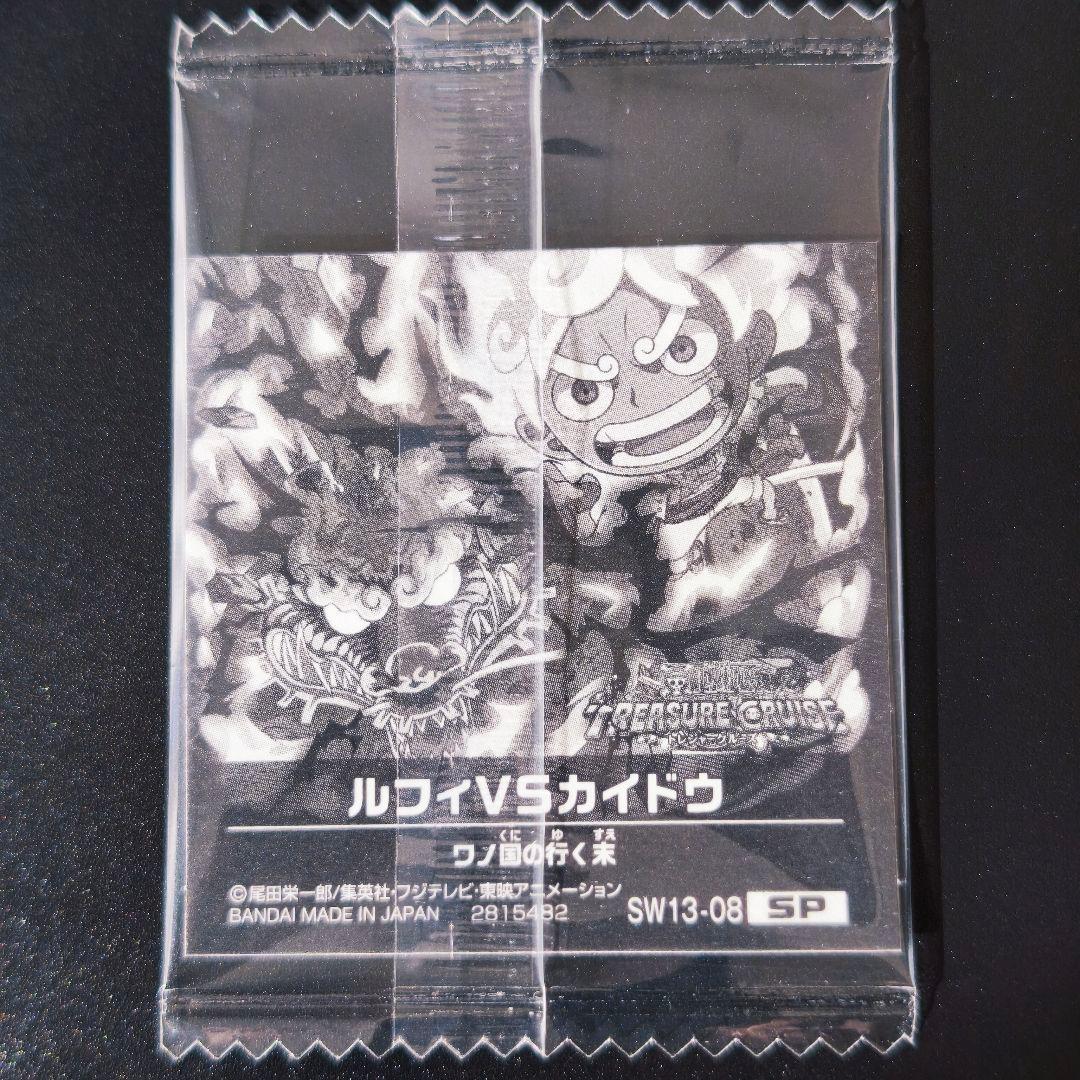 TREASURE CRUISE
トレジャークルーズ
ルフィVSカイドウ
くに ゆ すえ
ワノ国の行く末
©尾田栄一郎/集英社・フジテレビ・東映アニメーション
BANDAI MADE IN JAPAN 2815482
SW13-08 SP